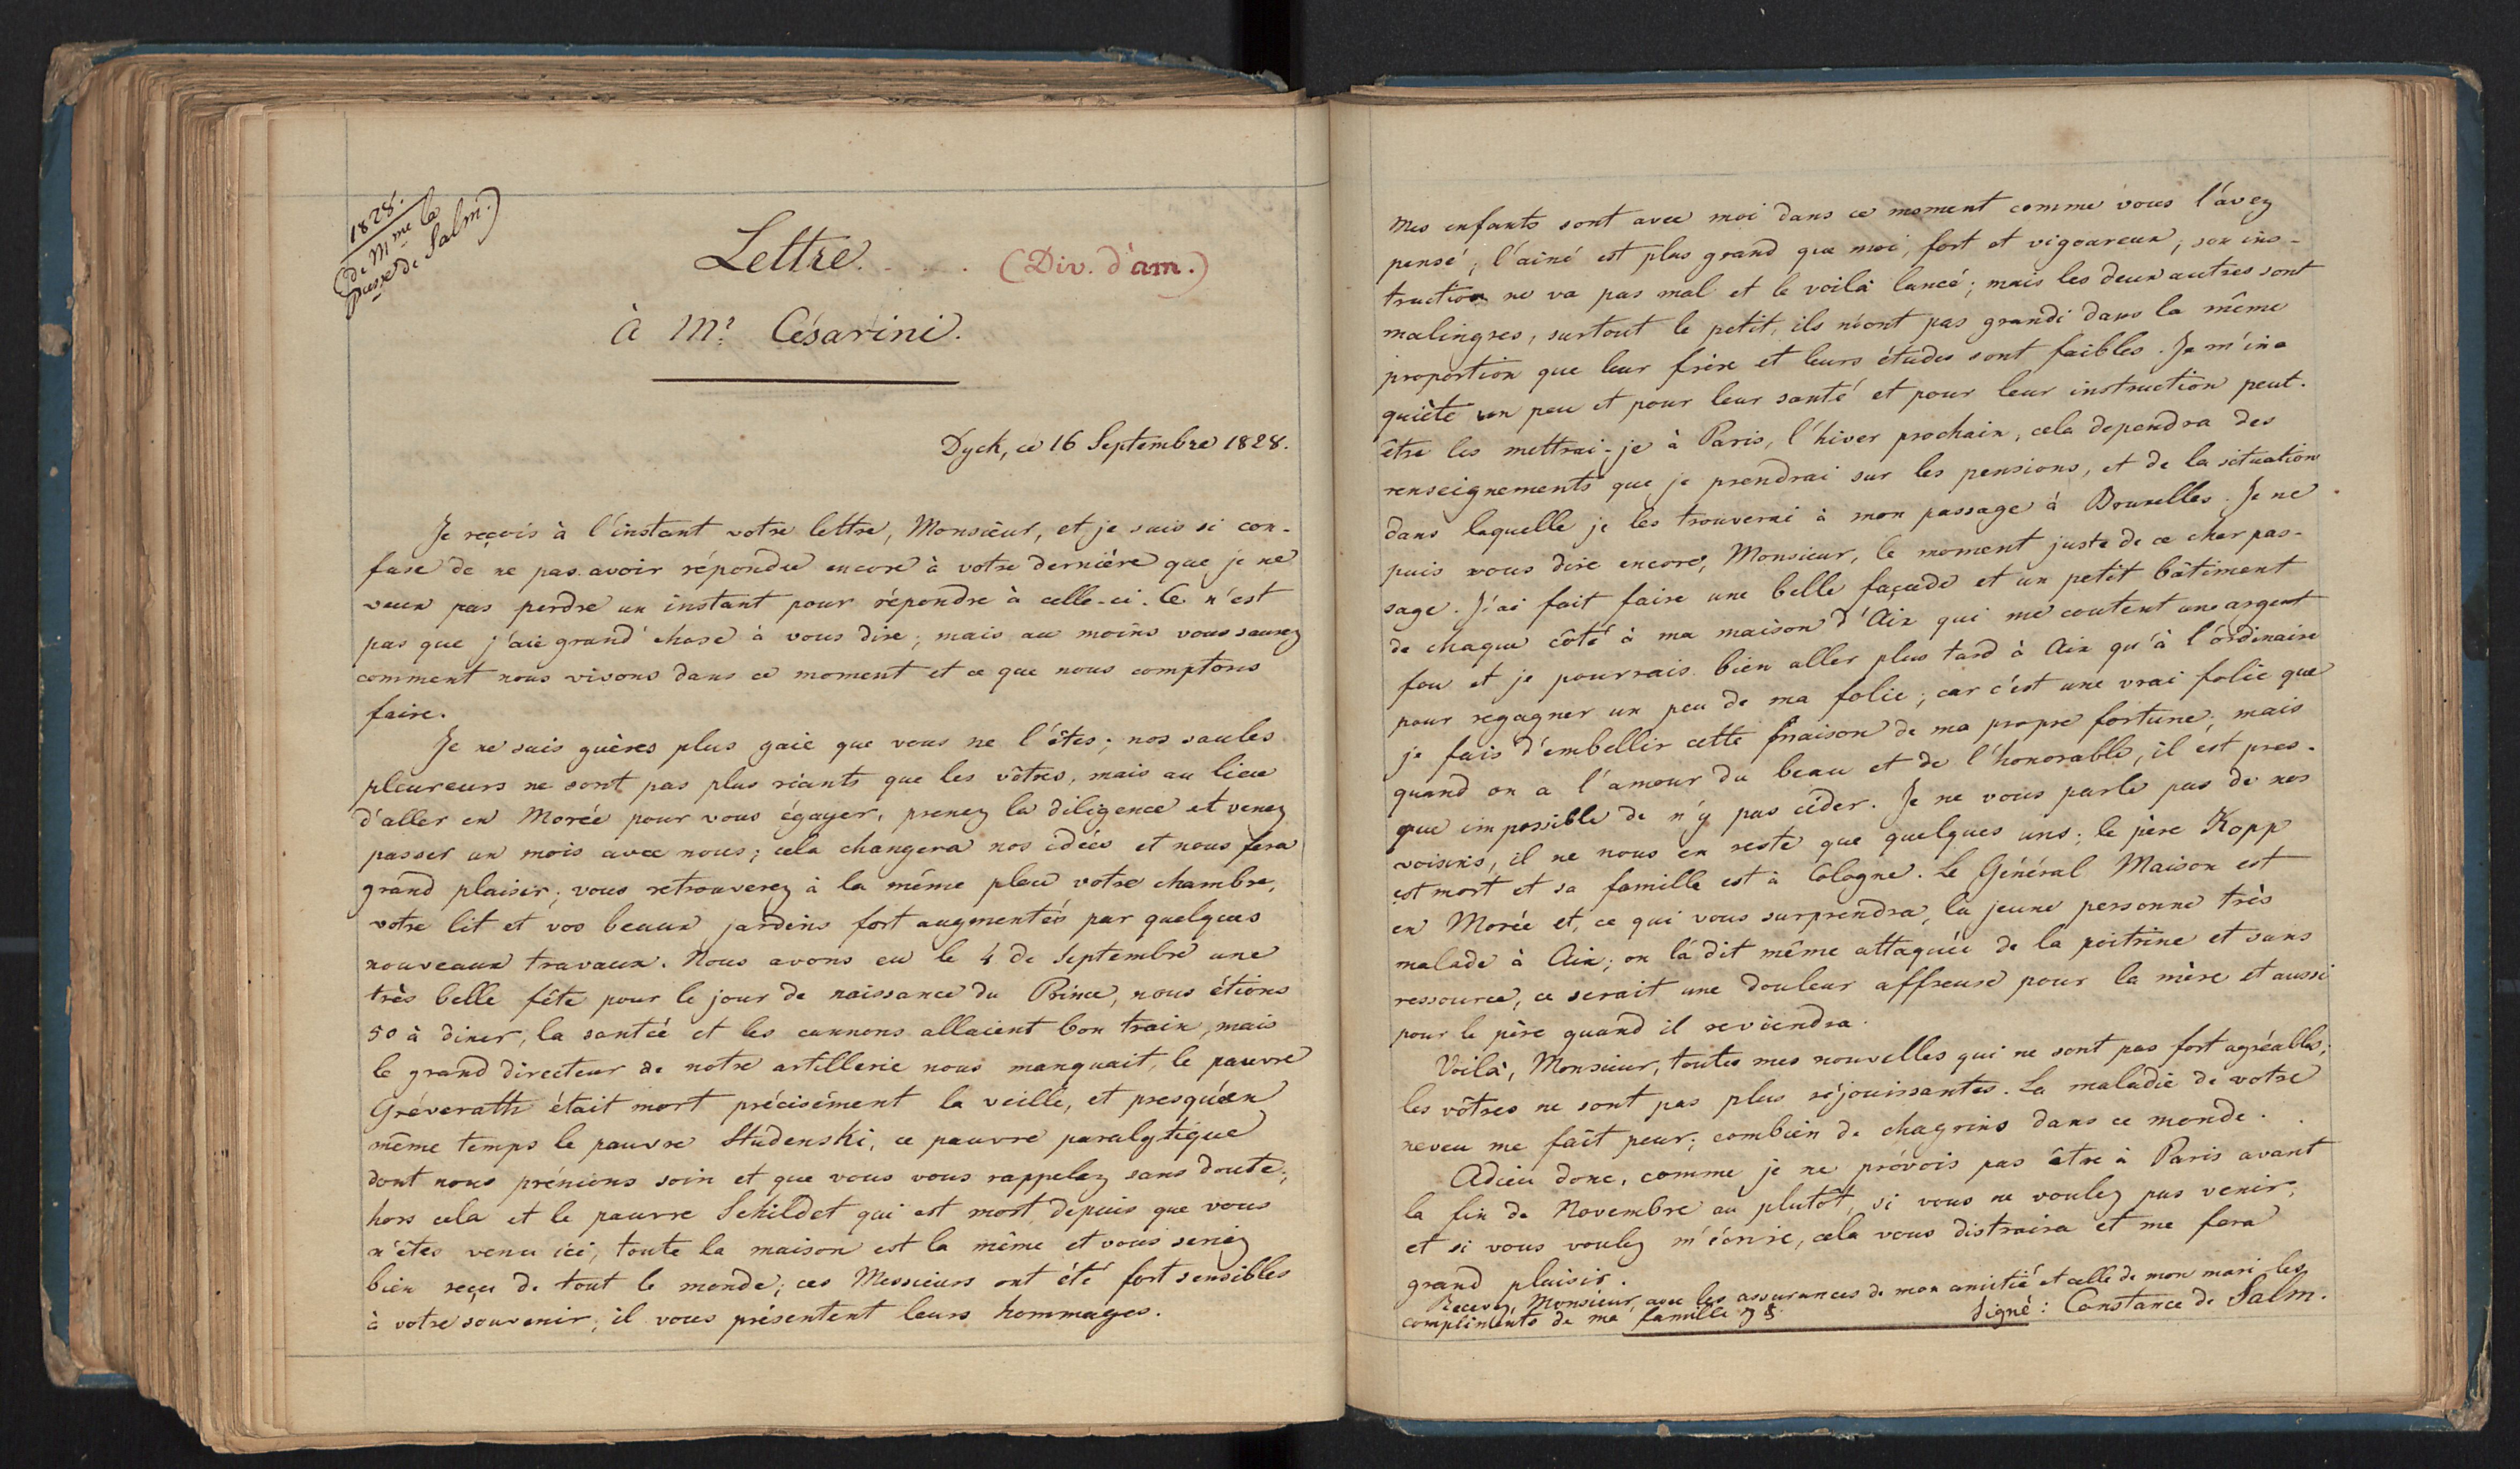 1828.
(de Mme la
Pssse de Salm.)
Lettre. . . . (Div. d'am.)
à Mr. Césarini.
Dyck, ce 16 Septembre 1828.
Je reçois à l'instant votre lettre, Monsieur, et je suis si con-
fuse de ne pas avoir répondu encore à votre dernière que je ne
veux pas perdre un instant pour répondre à celle-ci. Ce n'est
pas que j'aie grand' chose à vous dire; mais au moins vous saurez
comment nous vivons dans ce moment et ce que nous comptons
faire.
Je ne suis guères plus gaie que vous ne l'êtes; nos saules
pleureurs ne sont pas plus riants que les vôtres, mais au lieu
d'aller en Morée pour vous égayer, prenez la diligence et venez
passer un mois avec nous; cela changera nos idées et nous fera
grand plaisir; vous retrouverez à la même place votre chambre,
votre lit et vos beaux jardins fort augmentés par quelques
nouveaux travaux. Nous avons eu le 4 de Septembre une
très belle fête pour le jour de naissance du Prince, nous étions
50 à diner, la santée et les cannons allaient bon train, mais
le grand directeur de notre artillerie nous manquait, le pauvre
Gréverath était mort précisément la veille, et presqu'en
même temps le pauvre Studenski, ce pauvre paralytique
dont nous prénions soin et que vous vous rappelez sans doute;
hors cela et le pauvre Schildet qui est mort depuis que vous
n'êtes venu ici, toute la maison est la même et vous seriez
bien reçu de tout le monde; ces Messieurs ont été fort sensibles
à votre souvenir; il vous présentent leurs hommages.
Mes enfants sont avec moi dans ce moment comme vous l'avez
pensé; l'ainé est plus grand que moi, fort et vigoureux; son ins-
truction ne va pas mal et le voilà lancé; mais les deux autres sont
malingres, surtout le petit, ils n'ont pas grandi dans la même
proportion que leur frère et leurs études sont faibles. Je m'in-
quiète un peu et pour leur santé et pour leur instruction peut-
être les mettrai-je à Paris, l'hiver prochain, cela dependra des
renseignements que je prendrai sur les pensions, et de la situation
dans laquelle je les trouverai à mon passage à Bruxelles. Je ne
puis vous dire encore, Monsieur, le moment juste de ce cher pas-
sage. J'ai fait faire une belle façade et un petit bâtiment
de chaque côté à ma maison d'Aix qui me coutent un argent
fou et je pourrais bien aller plus tard à Aix qu'à l'ordinaire
pour regagner un peu de ma folie; car c'est une vrai folie que
je fais d'embellir cette maison de ma propre fortune; mais
quand on a l'amour du beau et de l'honorable, il est pres-
que impossible de n'y pas céder. Je ne vous parle pas de nos
voisins, il ne nous en reste que quelques uns; le père Kopp
est mort et sa famille est à Cologne. Le Général Maison est
en Morée et, ce qui vous surprendra, la jeune personne très
malade à Aix; on la dit même attaquée de la poitrine et sans
ressource, ce serait une douleur affreuse pour la mère et aussi
pour le père quand il reviendra.
Voilà, Monsieur, toutes mes nouvelles qui ne sont pas fort agréables;
les vôtres ne sont pas plus réjouissantes. La maladie de votre
neveu me fait peur; combien de chagrins dans ce monde.
Adieu donc, comme je ne prévois pas être à Paris avant
la fin de Novembre au plutôt, si vous ne voulez pas venir,
et si vous voulez m'écrire, cela vous distraira et me fera
grand plaisir.
Recevez, Monsieur, avec les assurances de mon amitié et celle de mon mari les
compliments de ma famille
Signé: Constance de Salm.